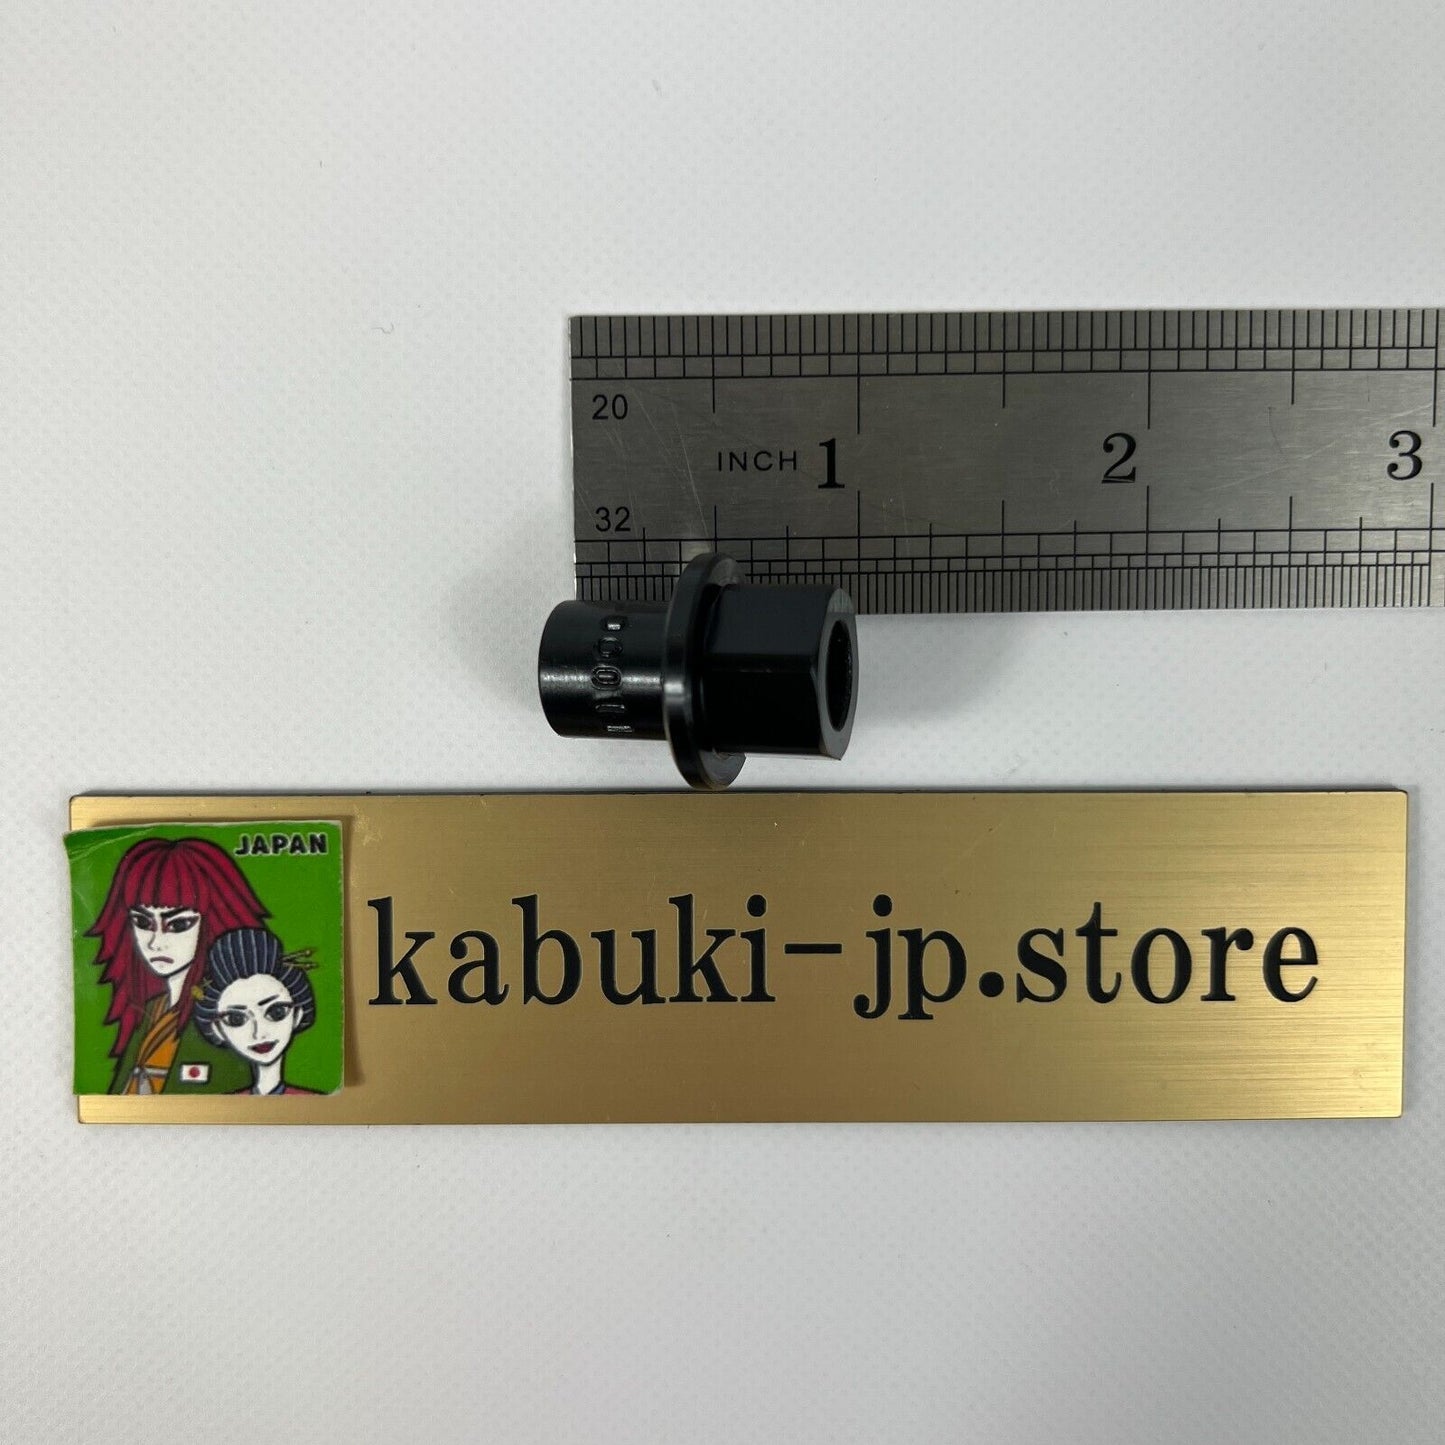 20
INCH 1 2 3
32
JAPAN
kabuki-jp.store